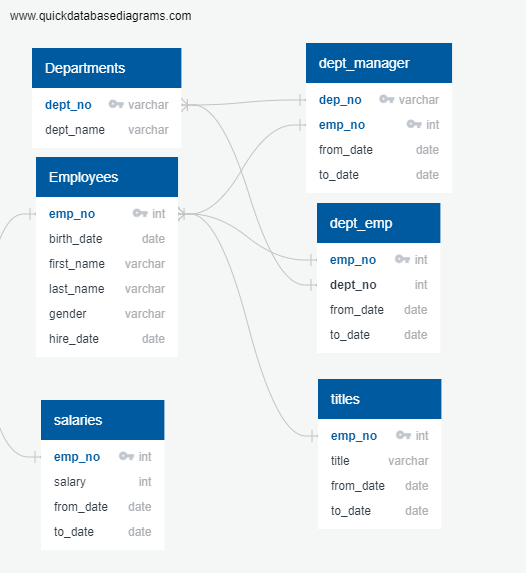 www.quickdatabasediagrams.com
Departments
dept_no varchar
dept_name varchar
dept_manager
dep_no varchar
emp_no int
from_date date
to_date date
Employees
emp_no int
birth_date date
first_name varchar
last_name varchar
gender varchar
hire_date date
dept_emp
emp_no int
dept_no int
from_date date
to_date date
salaries
emp_no int
salary int
from_date date
to_date date
titles
emp_no int
title varchar
from_date date
to_date date